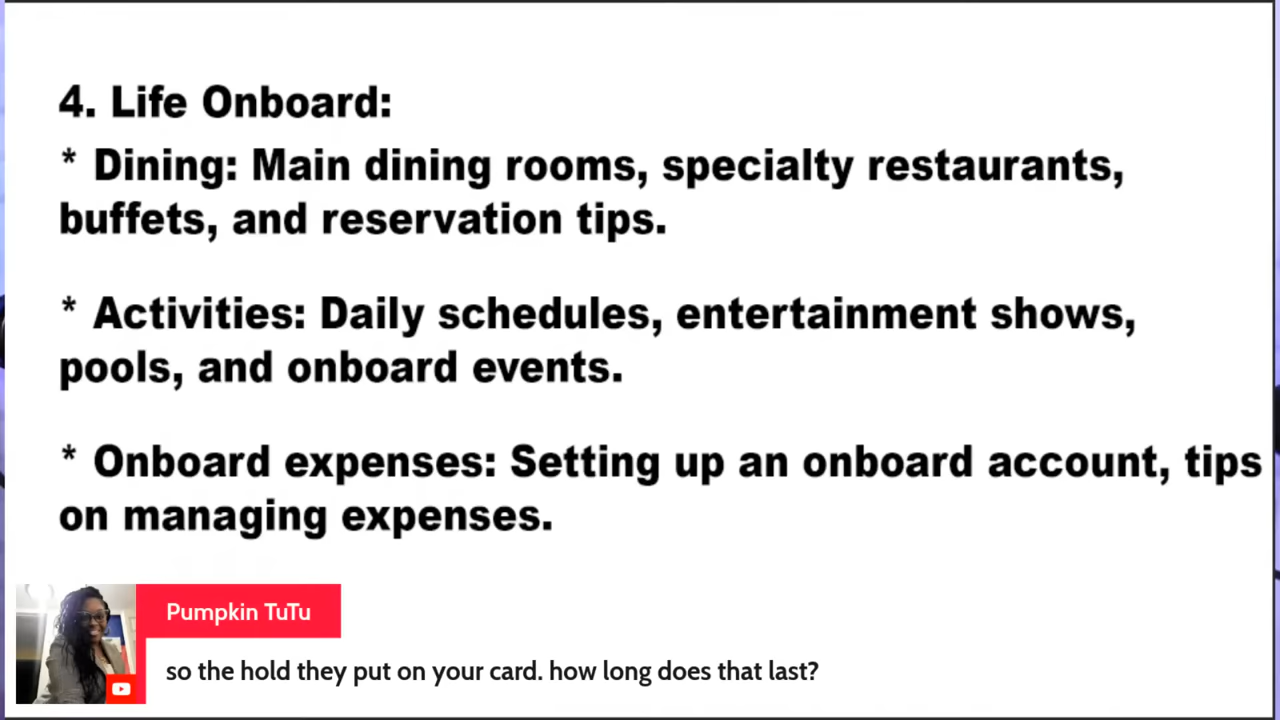 4. Life Onboard:
* Dining: Main dining rooms, specialty restaurants,
buffets, and reservation tips.
* Activities: Daily schedules, entertainment shows,
pools, and onboard events.
* Onboard expenses: Setting up an onboard account, tips
on managing expenses.
Pumpkin TuTu
so the hold they put on your card. how long does that last?